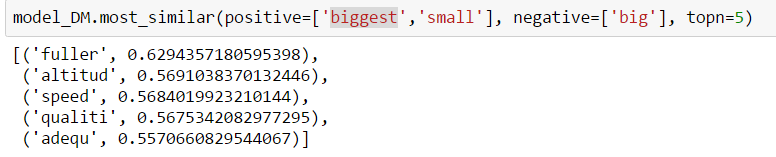 model_DM.most_similar(positive=['biggest','small'], negative=['big'], topn=5)
[('fuller', 0.6294357180595398),
('altitud', 0.5691038370132446),
('speed', 0.5684019923210144),
('qualiti', 0.5675342082977295),
('adequ', 0.5570660829544067)]